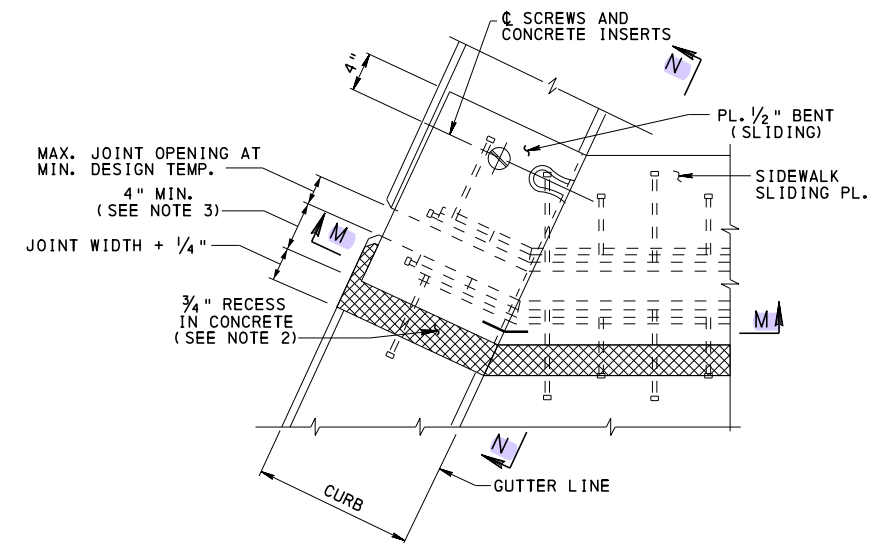 ℄ SCREWS AND
CONCRETE INSERTS
4"
N
PL. 1/2" BENT
(SLIDING)
MAX. JOINT OPENING AT
MIN. DESIGN TEMP.
SIDEWALK
SLIDING PL.
4" MIN.
(SEE NOTE 3)
M
JOINT WIDTH + 1/4"
3/4" RECESS
IN CONCRETE
(SEE NOTE 2)
M
N
GUTTER LINE
CURB